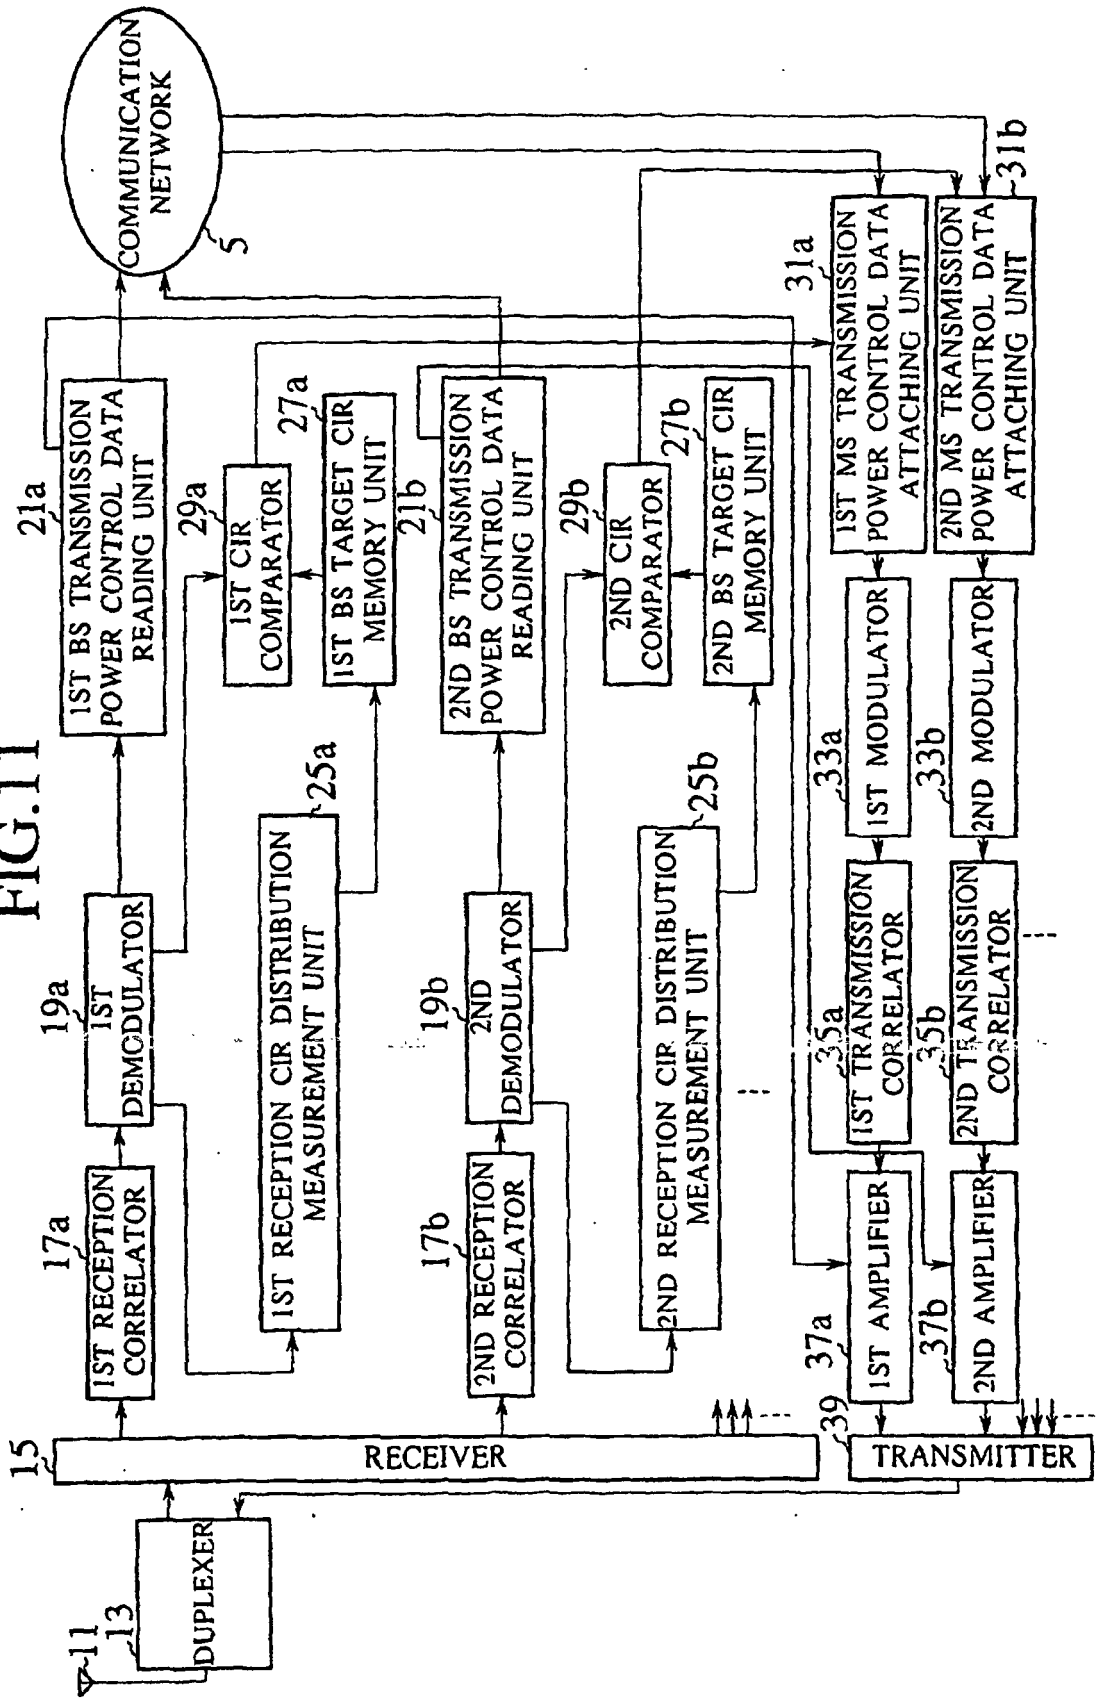 FIG.11
11
13
DUPLEXER
15
RECEIVER
17a
1ST RECEPTION
CORRELATOR
19a
1ST
DEMODULATOR
21a
1ST BS TRANSMISSION
POWER CONTROL DATA
READING UNIT
COMMUNICATION
NETWORK
5
25a
1ST RECEPTION CIR DISTRIBUTION
MEASUREMENT UNIT
29a
1ST CIR
COMPARATOR
27a
1ST BS TARGET CIR
MEMORY UNIT
17b
2ND RECEPTION
CORRELATOR
19b
2ND
DEMODULATOR
21b
2ND BS TRANSMISSION
POWER CONTROL DATA
READING UNIT
25b
2ND RECEPTION CIR DISTRIBUTION
MEASUREMENT UNIT
29b
2ND CIR
COMPARATOR
27b
2ND BS TARGET CIR
MEMORY UNIT
39
TRANSMITTER
37a
1ST AMPLIFIER
35a
1ST TRANSMISSION
CORRELATOR
33a
1ST MODULATOR
31a
1ST MS TRANSMISSION
POWER CONTROL DATA
ATTACHING UNIT
37b
2ND AMPLIFIER
35b
2ND TRANSMISSION
CORRELATOR
33b
2ND MODULATOR
31b
2ND MS TRANSMISSION
POWER CONTROL DATA
ATTACHING UNIT